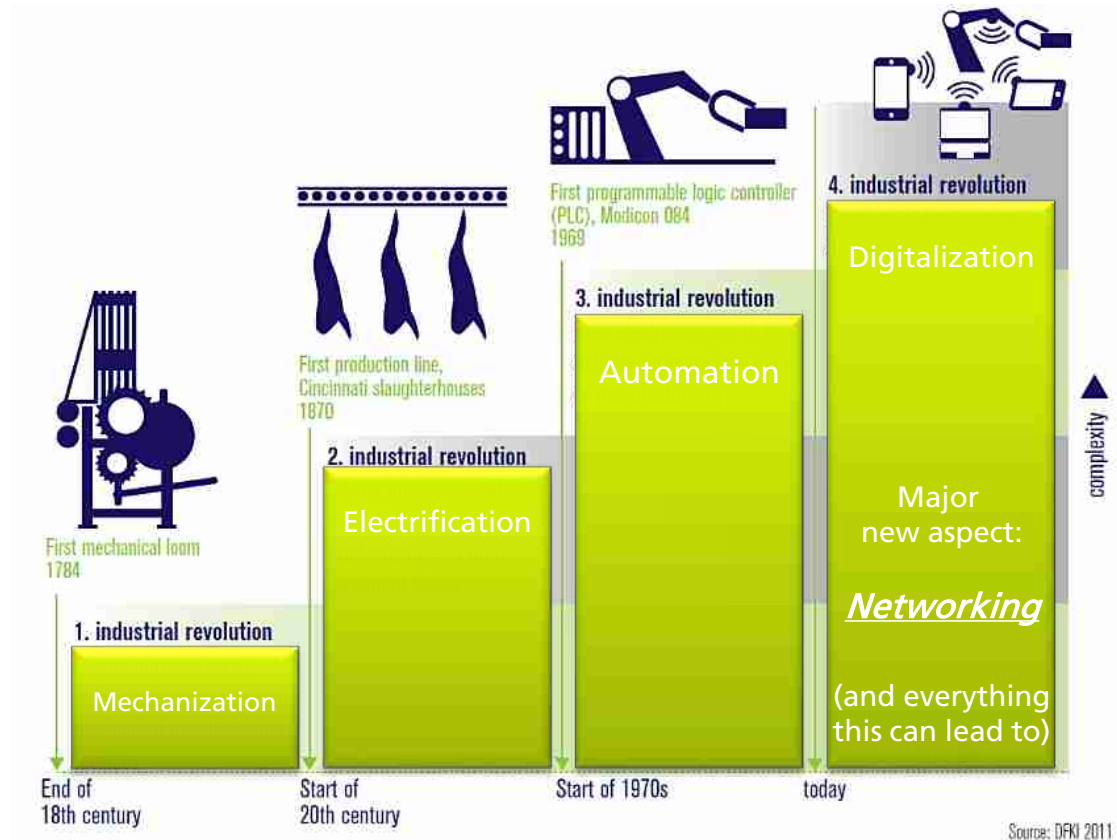 First mechanical loom
1784
1. industrial revolution
Mechanization
End of
18th century
First production line,
Cincinnati slaughterhouses
1870
2. industrial revolution
Electrification
Start of
20th century
First programmable logic controller
(PLC), Modicon 084
1969
3. industrial revolution
Automation
Start of 1970s
4. industrial revolution
Digitalization
Major
new aspect:
Networking
(and everything
this can lead to)
today
complexity
Source: DFKI 2011